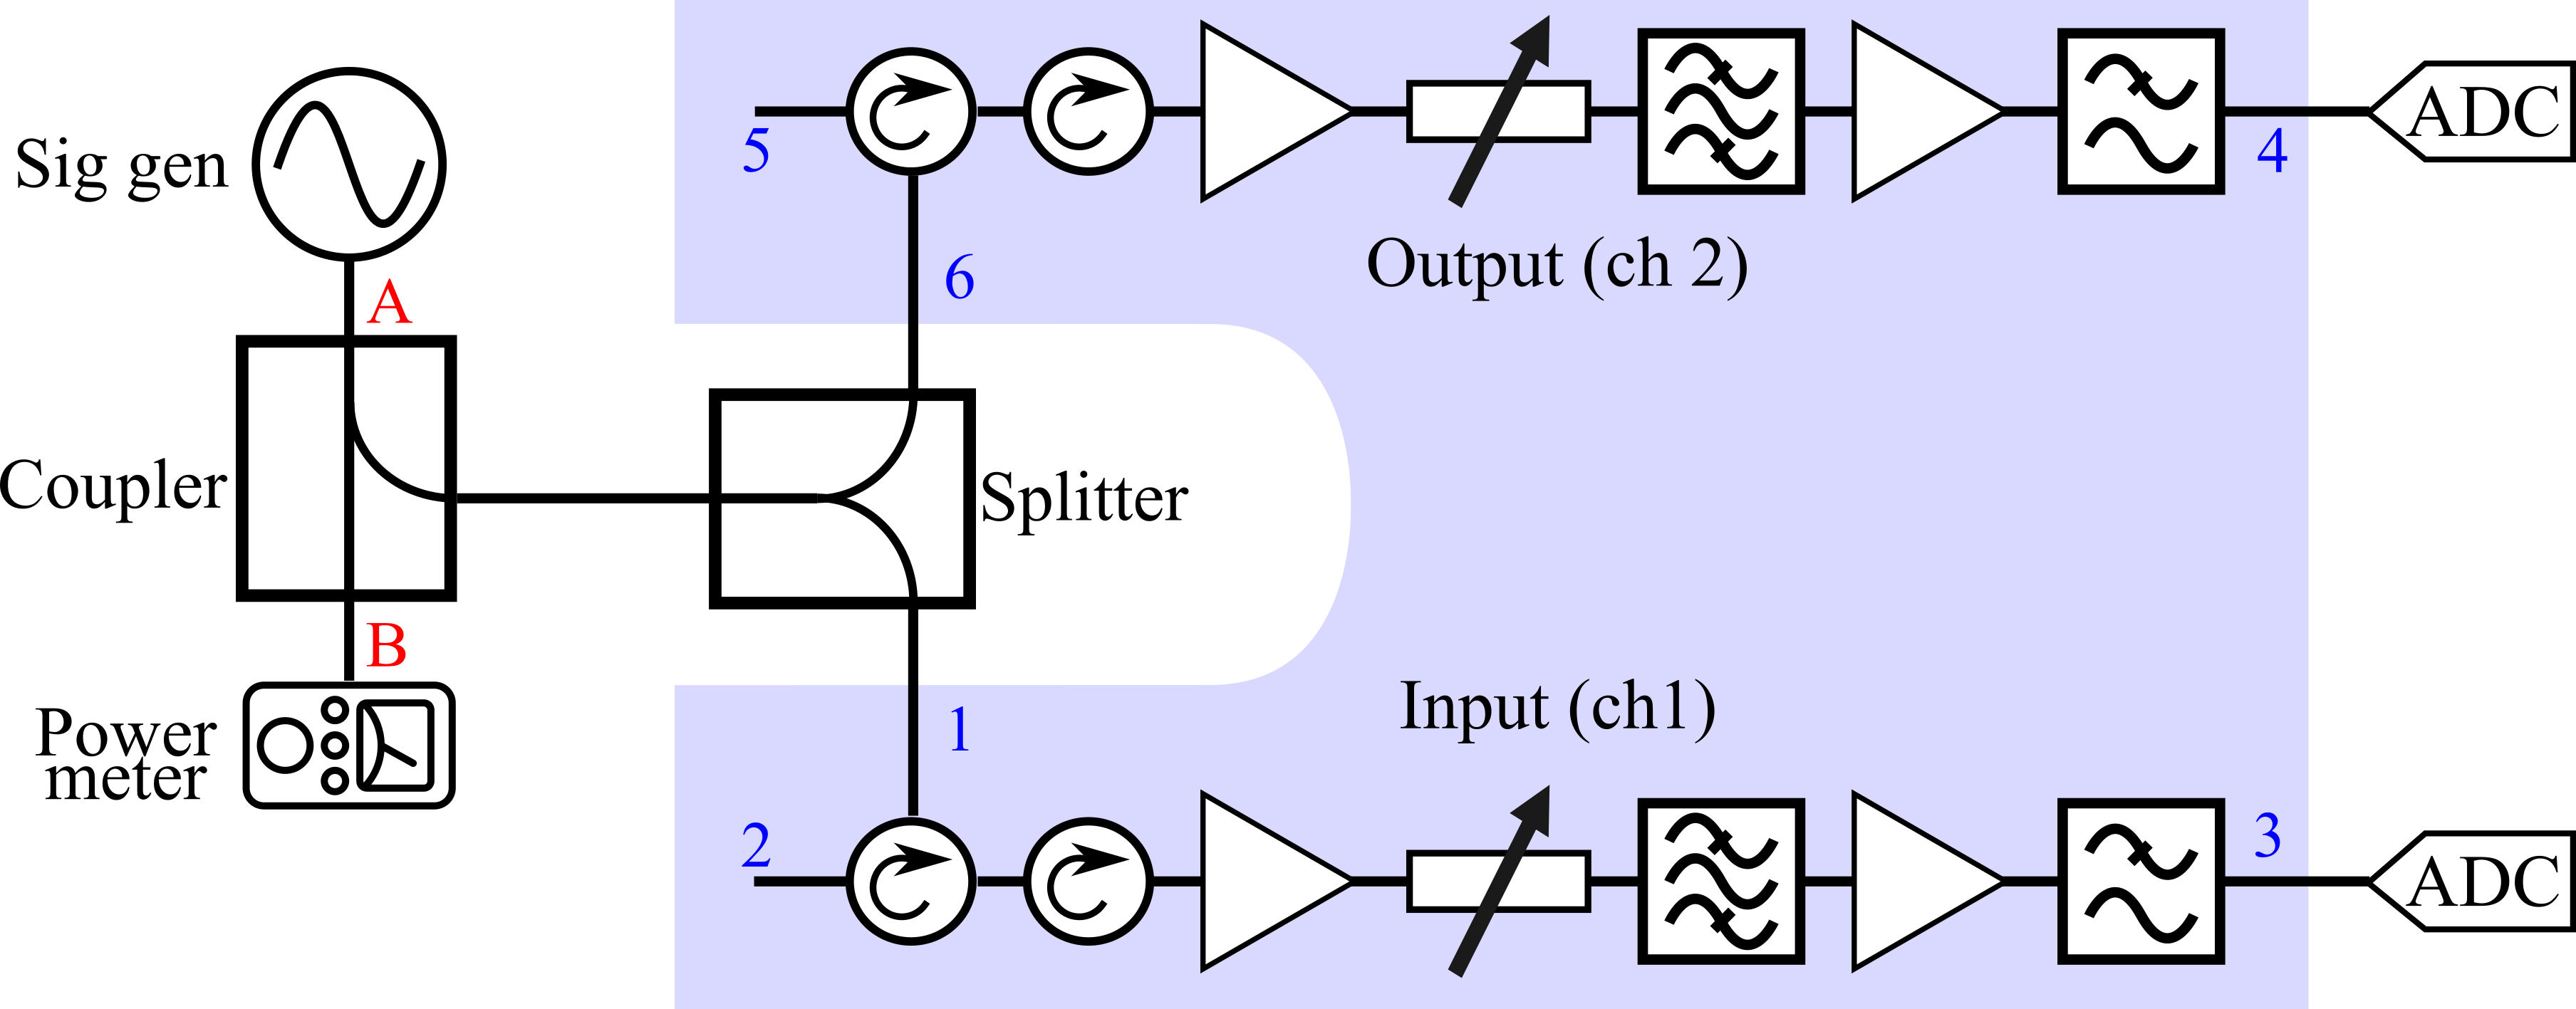 5
ADC
4
Sig gen
6
Output (ch 2)
A
Coupler
Splitter
B
Power
meter
1
Input (ch1)
2
3
ADC